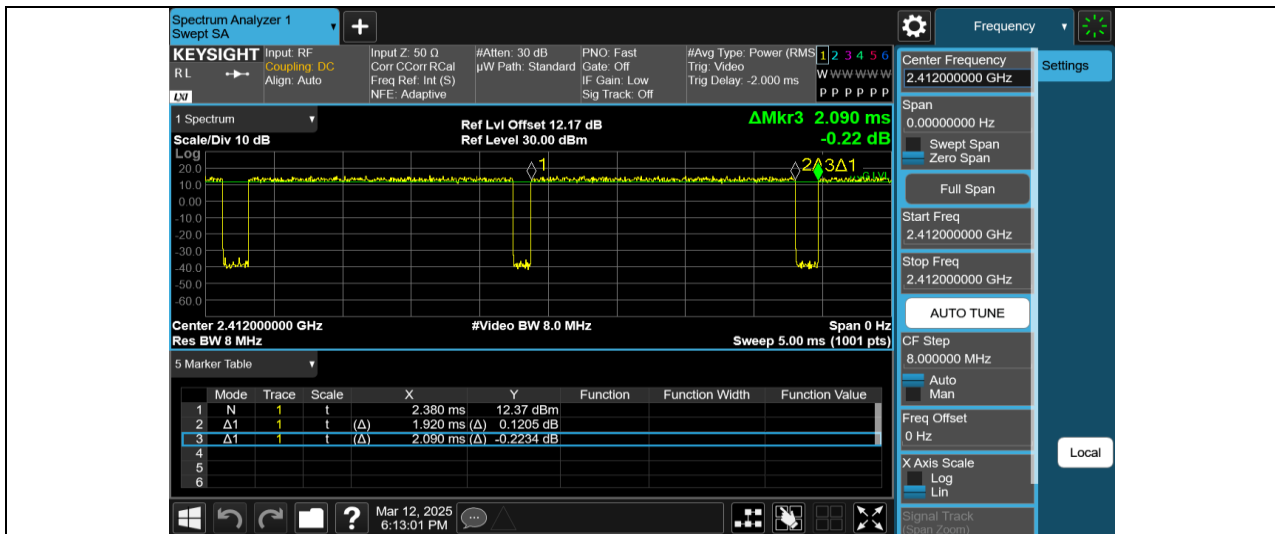 Spectrum Analyzer 1
Swept SA
Frequency
KEYSIGHT
RL
LXI
Input: RF
Coupling: DC
Align: Auto
Input Z: 50 Ω
Corr CCorr RCal
Freq Ref: Int (S)
NFE: Adaptive
#Atten: 30 dB
µW Path: Standard
PNO: Fast
Gate: Off
IF Gain: Low
Sig Track: Off
#Avg Type: Power (RMS
Trig: Video
Trig Delay: -2.000 ms
1 2 3 4 5 6
W W W W W W
P P P P P P
1 Spectrum
Scale/Div 10 dB
Ref Lvl Offset 12.17 dB
Ref Level 30.00 dBm
ΔMkr3 2.090 ms
-0.22 dB
Log
20.0
10.0
0.00
-10.0
-20.0
-30.0
-40.0
-50.0
-60.0
1
2Δ3Δ1
Center 2.412000000 GHz
#Video BW 8.0 MHz
Span 0 Hz
Res BW 8 MHz
Sweep 5.00 ms (1001 pts)
5 Marker Table
Mode Trace Scale X Y Function Function Width Function Value
1 N 1 t 2.380 ms 12.37 dBm
2 Δ1 1 t (Δ) 1.920 ms (Δ) 0.1205 dB
3 Δ1 1 t (Δ) 2.090 ms (Δ) -0.2234 dB
4
5
6
Mar 12, 2025
6:13:01 PM
Center Frequency
2.412000000 GHz
Settings
Span
0.00000000 Hz
Swept Span
Zero Span
Full Span
Start Freq
2.412000000 GHz
Stop Freq
2.412000000 GHz
AUTO TUNE
CF Step
8.000000 MHz
Auto
Man
Freq Offset
0 Hz
X Axis Scale
Log
Lin
Signal Track
(Span Zoom)
Local